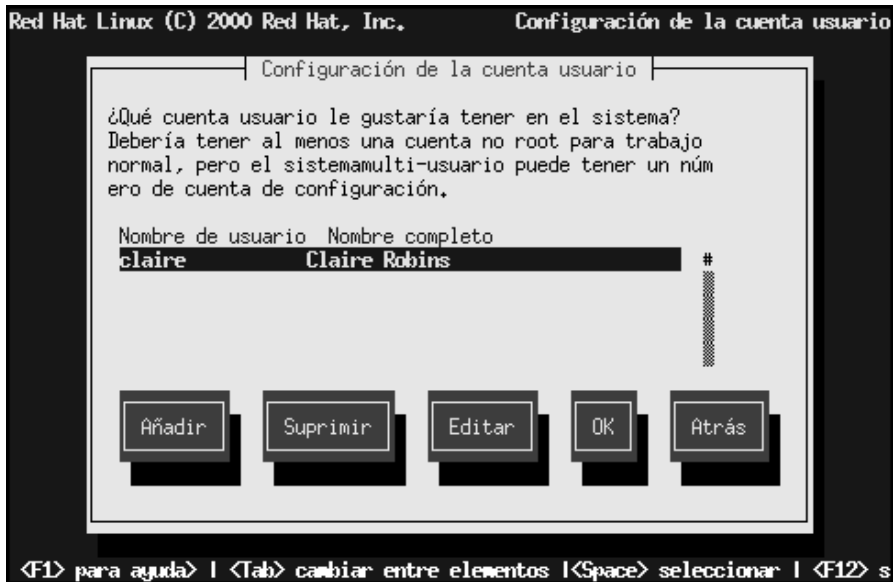 Red Hat Linux (C) 2000 Red Hat, Inc. Configuración de la cuenta usuario
Configuración de la cuenta usuario
¿Qué cuenta usuario le gustaría tener en el sistema?
Debería tener al menos una cuenta no root para trabajo
normal, pero el sistemamulti-usuario puede tener un núm
ero de cuenta de configuración.
Nombre de usuario Nombre completo
claire Claire Robins #
Añadir Suprimir Editar OK Atrás
<F1> para ayuda> | <Tab> cambiar entre elementos |<Space> seleccionar | <F12> s